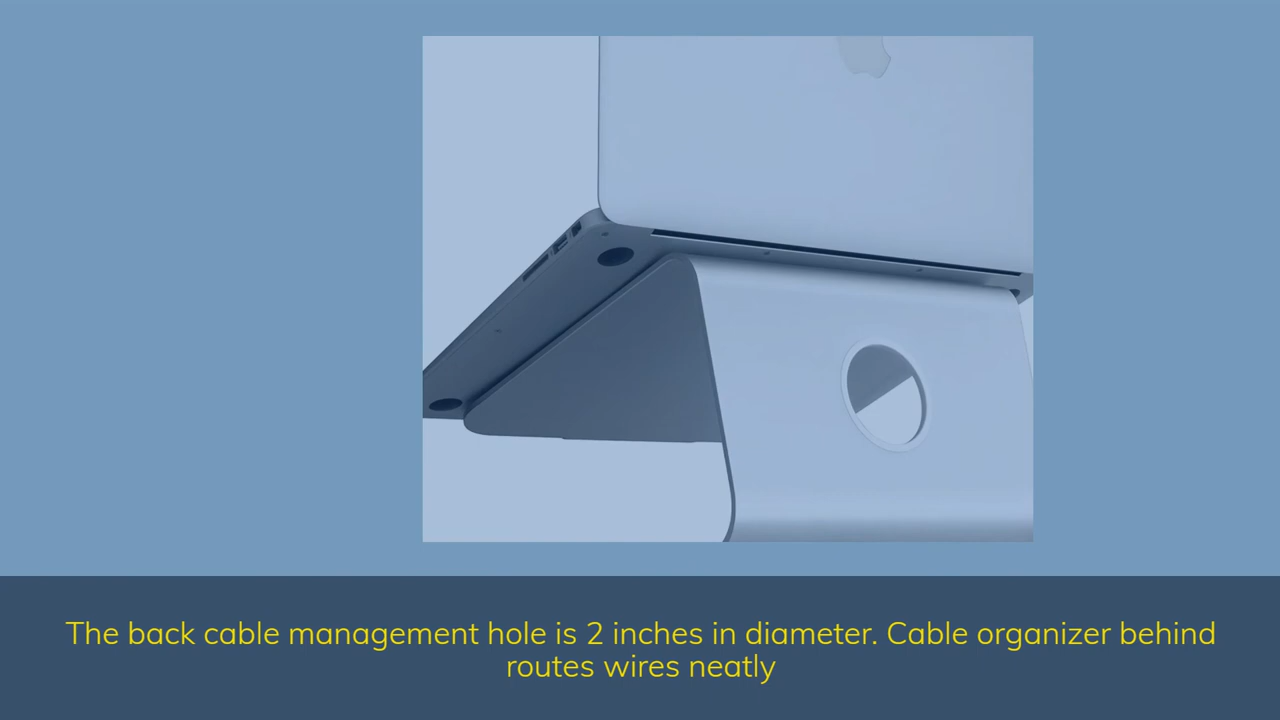 The back cable management hole is 2 inches in diameter. Cable organizer behind
routes wires neatly